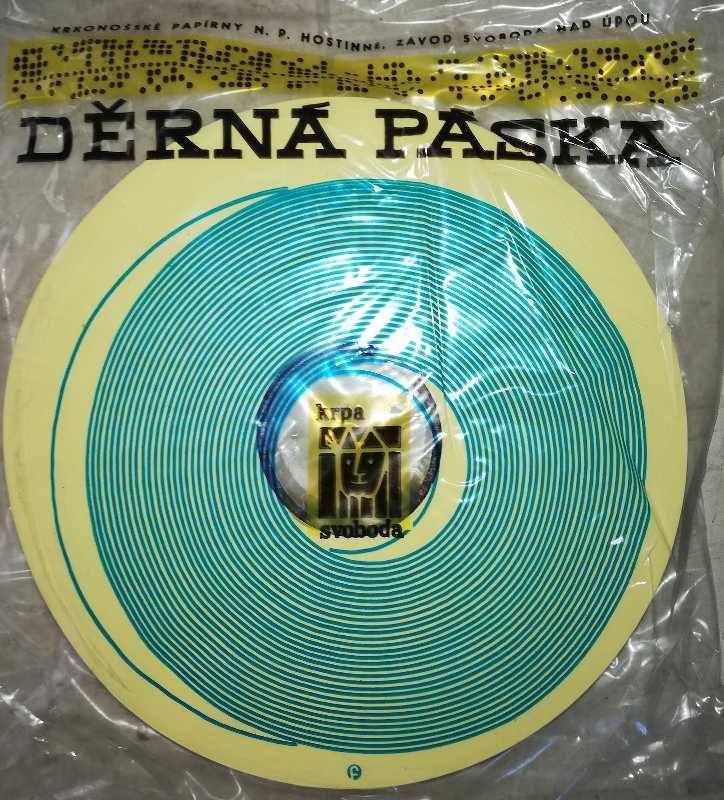 KRKONOŠSKÉ PAPÍRNY N. P. HOSTINNÉ, ZÁVOD SVOBODA NAD ÚPOU
DĚRNÁ PÁSKA
krpa
svoboda